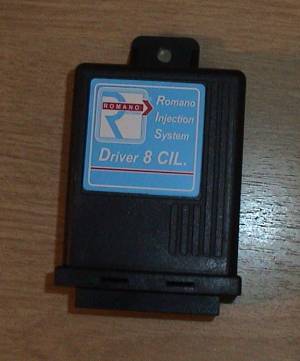 ROMANO
Romano
Injection
System
Driver 8 CIL.